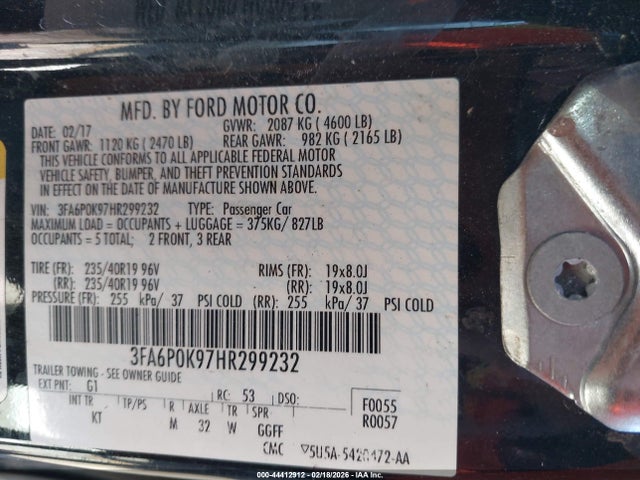 MFD. BY FORD MOTOR CO.
DATE: 02/17 GVWR: 2087 KG ( 4600 LB)
FRONT GAWR: 1120 KG ( 2470 LB) REAR GAWR: 982 KG ( 2165 LB)
THIS VEHICLE CONFORMS TO ALL APPLICABLE FEDERAL MOTOR
VEHICLE SAFETY, BUMPER, AND THEFT PREVENTION STANDARDS
IN EFFECT ON THE DATE OF MANUFACTURE SHOWN ABOVE.
VIN: 3FA6P0K97HR299232 TYPE: Passenger Car
MAXIMUM LOAD = OCCUPANTS + LUGGAGE = 375KG/ 827LB
OCCUPANTS = 5 TOTAL; 2 FRONT, 3 REAR
TIRE (FR): 235/40R19 96V RIMS (FR): 19x8.0J
(RR): 235/40R19 96V (RR): 19x8.0J
PRESSURE (FR): 255 kPa/ 37 PSI COLD (RR): 255 kPa/ 37 PSI COLD
3FA6P0K97HR299232
TRAILER TOWING - SEE OWNER GUIDE
EXT PNT: G1 RC: 53 DSO: F0055
INT TR TP/PS R AXLE TR SPR R0057
KT M 32 W GGFF
CMC ▽5U5A-5420472-AA
000-44412912 - 02/18/2026 - IAA Inc.